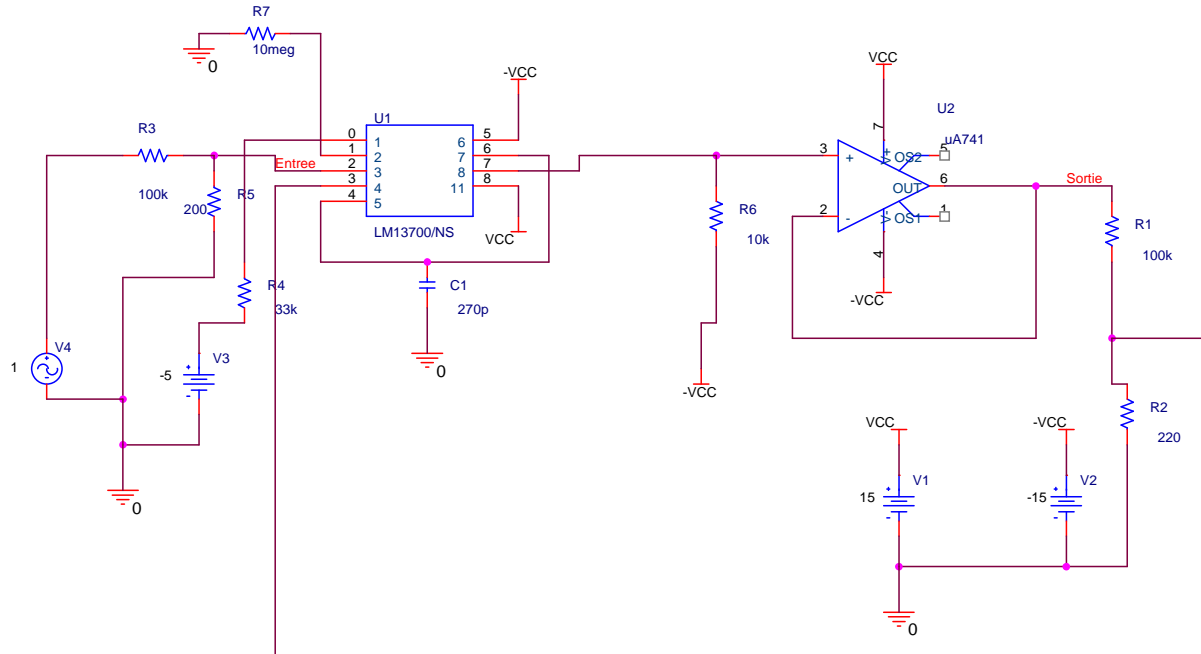 R7
10meg
0
-VCC
VCC
U2
U1
R3
0
1
2
3
4
1
2
3
4
5
6
7
8
11
5
6
7
8
7
uA741
5
OS2
V+
3
+
Entree
OUT
6
Sortie
2
-
OS1
V-
1
4
100k
R5
200
LM13700/NS
VCC
R6
10k
R1
100k
-VCC
R4
33k
C1
270p
V4
1
V3
-5
0
-VCC
R2
220
VCC
-VCC
15
V1
-15
V2
0
0